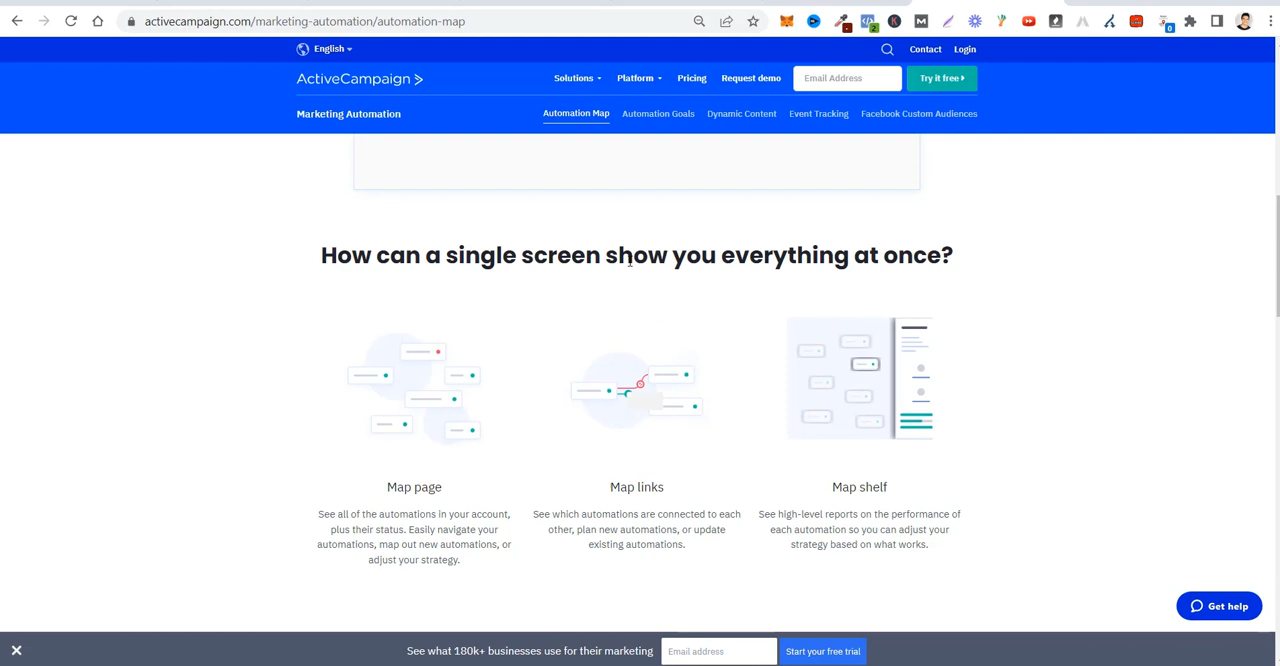 activecampaign.com/marketing-automation/automation-map
2
0
English
Contact
Login
ActiveCampaign >
Solutions
Platform
Pricing
Request demo
Email Address
Try it free
Marketing Automation
Automation Map
Automation Goals
Dynamic Content
Event Tracking
Facebook Custom Audiences
How can a single screen show you everything at once?
Map page
See all of the automations in your account,
plus their status. Easily navigate your
automations, map out new automations, or
adjust your strategy.
Map links
See which automations are connected to each
other, plan new automations, or update
existing automations.
Map shelf
See high-level reports on the performance of
each automation so you can adjust your
strategy based on what works.
Get help
See what 180k+ businesses use for their marketing
Email address
Start your free trial